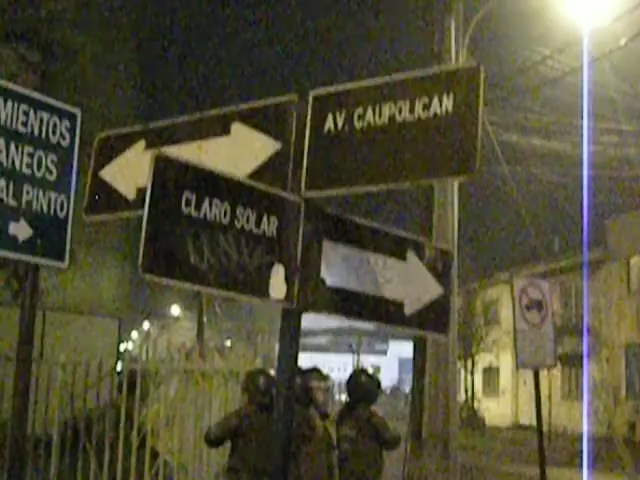 MIENTOS
ANEOS
AL PINTO
AV. CAUPOLICAN
CLARO SOLAR